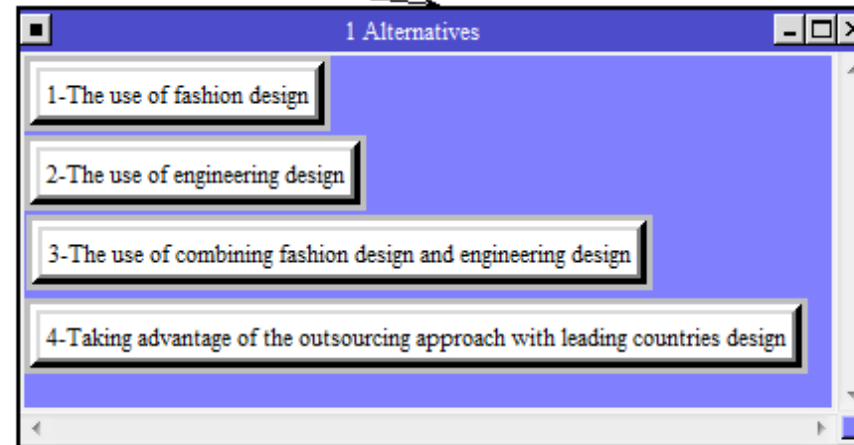 1 Alternatives
1-The use of fashion design
2-The use of engineering design
3-The use of combining fashion design and engineering design
4-Taking advantage of the outsourcing approach with leading countries design